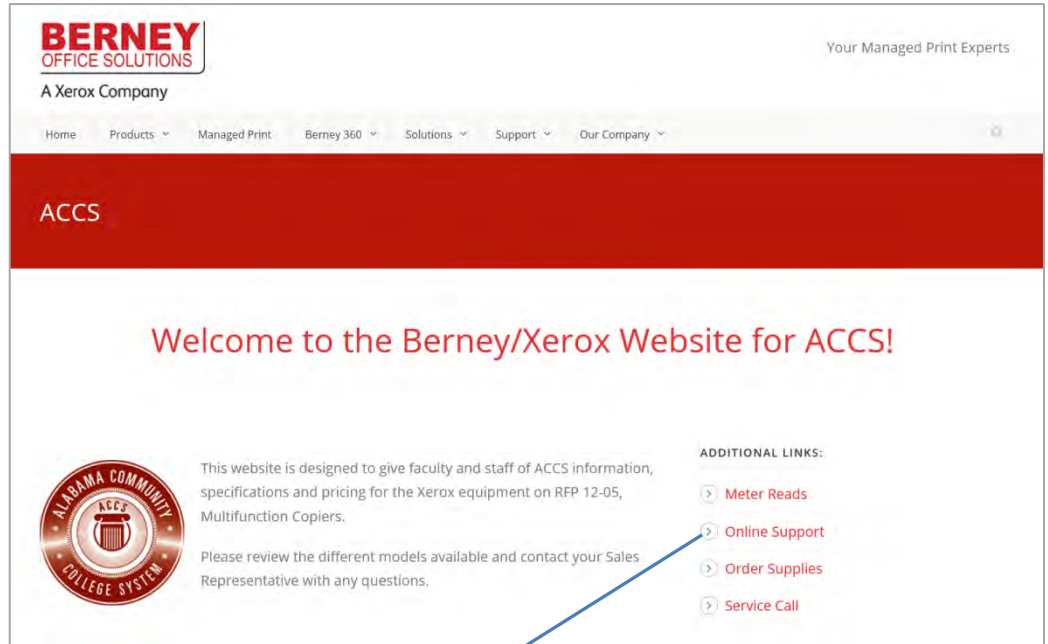 BERNEY
OFFICE SOLUTIONS
A Xerox Company
Your Managed Print Experts
Home Products Managed Print Berney 360 Solutions Support Our Company
ACCS
Welcome to the Berney/Xerox Website for ACCS!
ALABAMA COMMUNITY
ACCS
COLLEGE SYSTEM
This website is designed to give faculty and staff of ACCS information,
specifications and pricing for the Xerox equipment on RFP 12-05,
Multifunction Copiers.
Please review the different models available and contact your Sales
Representative with any questions.
ADDITIONAL LINKS:
Meter Reads
Online Support
Order Supplies
Service Call